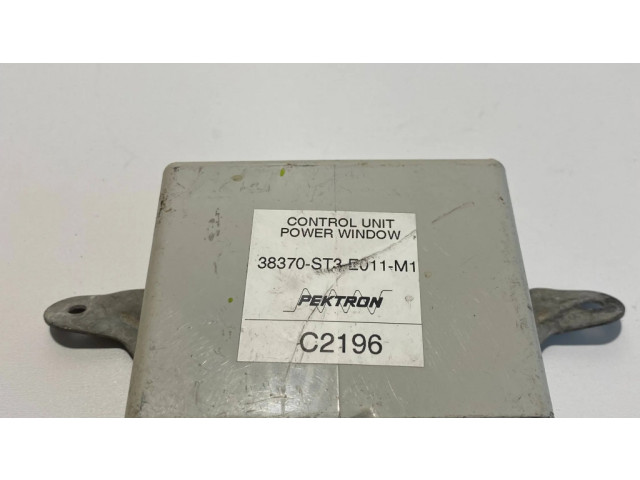 CONTROL UNIT
POWER WINDOW
38370-ST3-E011-M1
PEKTRON
C2196